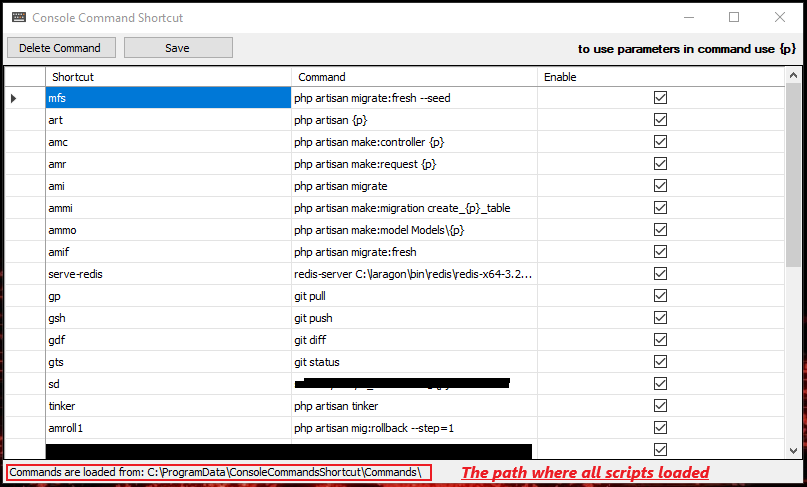 Console Command Shortcut
Delete Command Save to use parameters in command use {p}
Shortcut Command Enable
mfs php artisan migrate:fresh --seed
art php artisan {p}
amc php artisan make:controller {p}
amr php artisan make:request {p}
ami php artisan migrate
ammi php artisan make:migration create_{p}_table
ammo php artisan make:model Models\{p}
amif php artisan migrate:fresh
serve-redis redis-server C:\laragon\bin\redis\redis-x64-3.2...
gp git pull
gsh git push
gdf git diff
gts git status
sd
tinker php artisan tinker
amroll1 php artisan mig:rollback --step=1
Commands are loaded from: C:\ProgramData\ConsoleCommandsShortcut\Commands\ The path where all scripts loaded